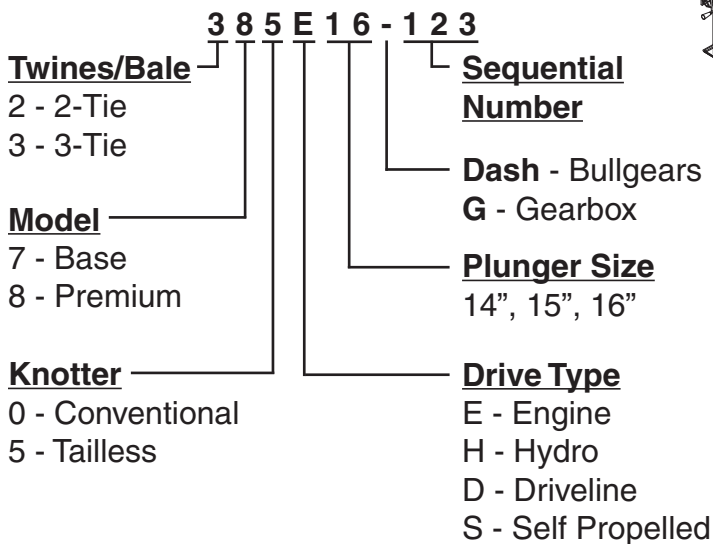 3 8 5 E 1 6 - 1 2 3
Twines/Bale
2 - 2-Tie
3 - 3-Tie
Model
7 - Base
8 - Premium
Knotter
0 - Conventional
5 - Tailless
Sequential
Number
Dash - Bullgears
G - Gearbox
Plunger Size
14”, 15”, 16”
Drive Type
E - Engine
H - Hydro
D - Driveline
S - Self Propelled